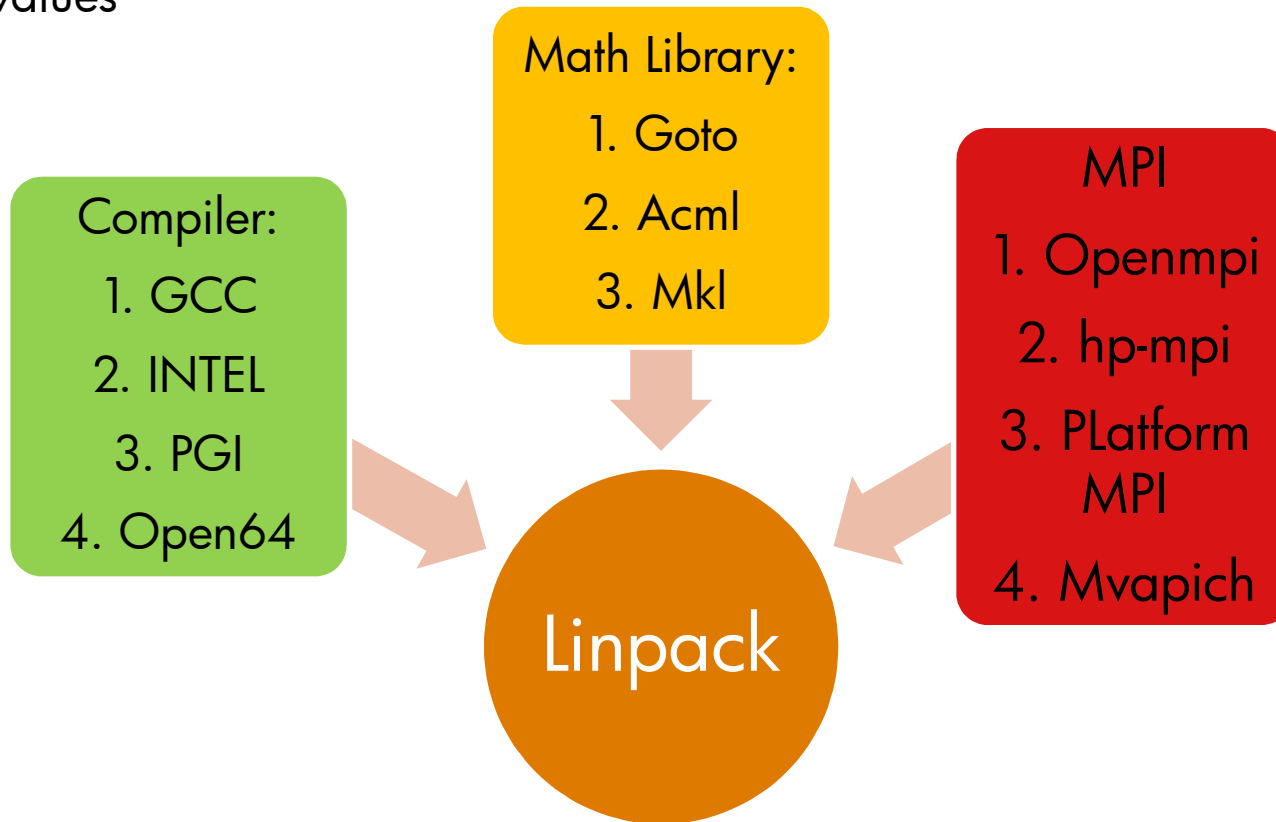 values
Math Library:
1. Goto
2. Acml
3. Mkl
Compiler:
1. GCC
2. INTEL
3. PGI
4. Open64
MPI
1. Openmpi
2. hp-mpi
3. PLatform
MPI
4. Mvapich
Linpack